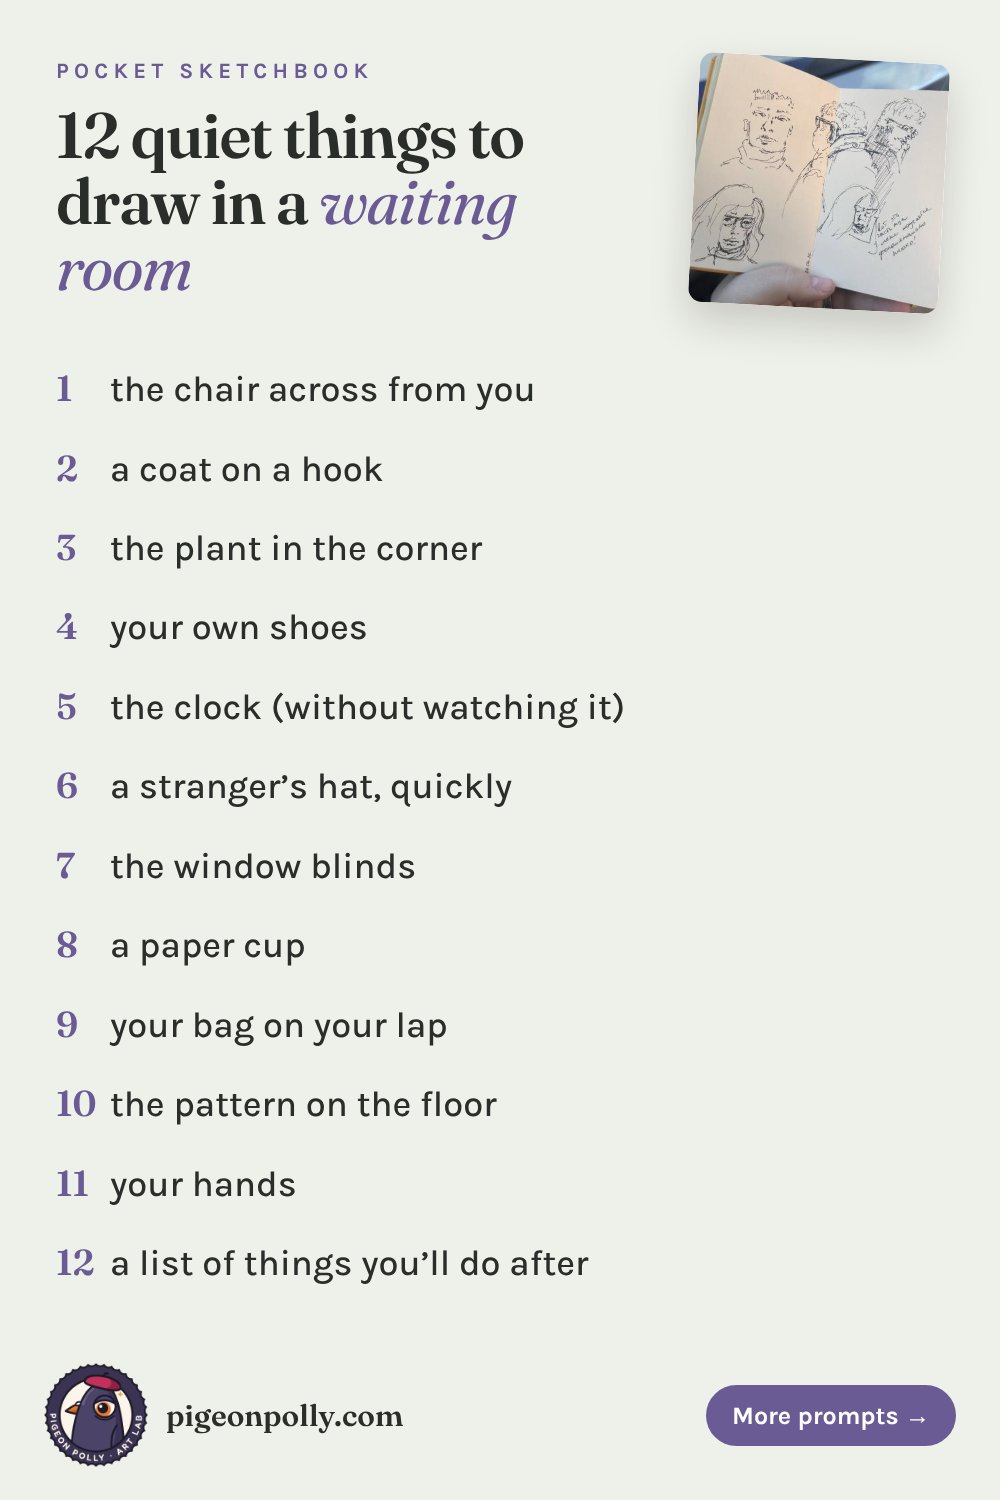 POCKET SKETCHBOOK
12 quiet things to
draw in a waiting
room
1 the chair across from you
2 a coat on a hook
3 the plant in the corner
4 your own shoes
5 the clock (without watching it)
6 a stranger’s hat, quickly
7 the window blinds
8 a paper cup
9 your bag on your lap
10 the pattern on the floor
11 your hands
12 a list of things you’ll do after
PIGEON POLLY · ART LAB
pigeonpolly.com
More prompts →